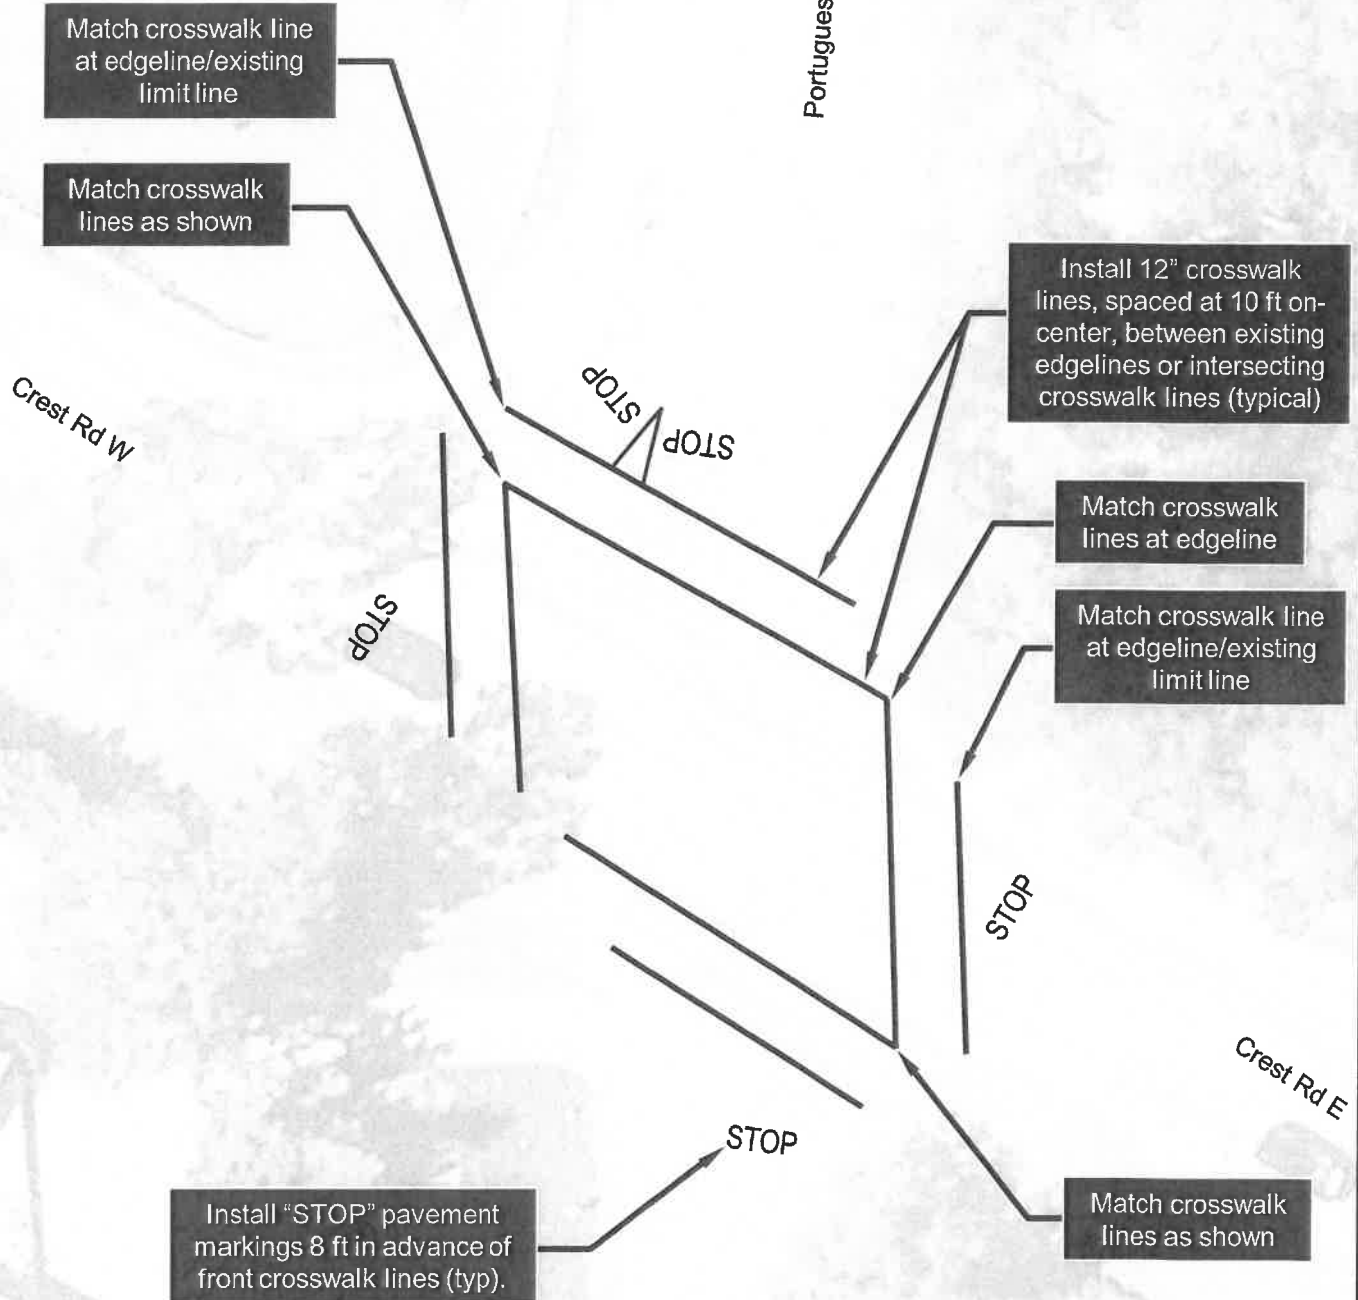 Match crosswalk line
at edgeline/existing
limit line
Portugues
Match crosswalk
lines as shown
Install 12" crosswalk
lines, spaced at 10 ft on-
center, between existing
edgelines or intersecting
crosswalk lines (typical)
Crest Rd W
STOP
STOP
Match crosswalk
lines at edgeline
STOP
Match crosswalk line
at edgeline/existing
limit line
STOP
Crest Rd E
STOP
Install "STOP" pavement
markings 8 ft in advance of
front crosswalk lines (typ).
Match crosswalk
lines as shown